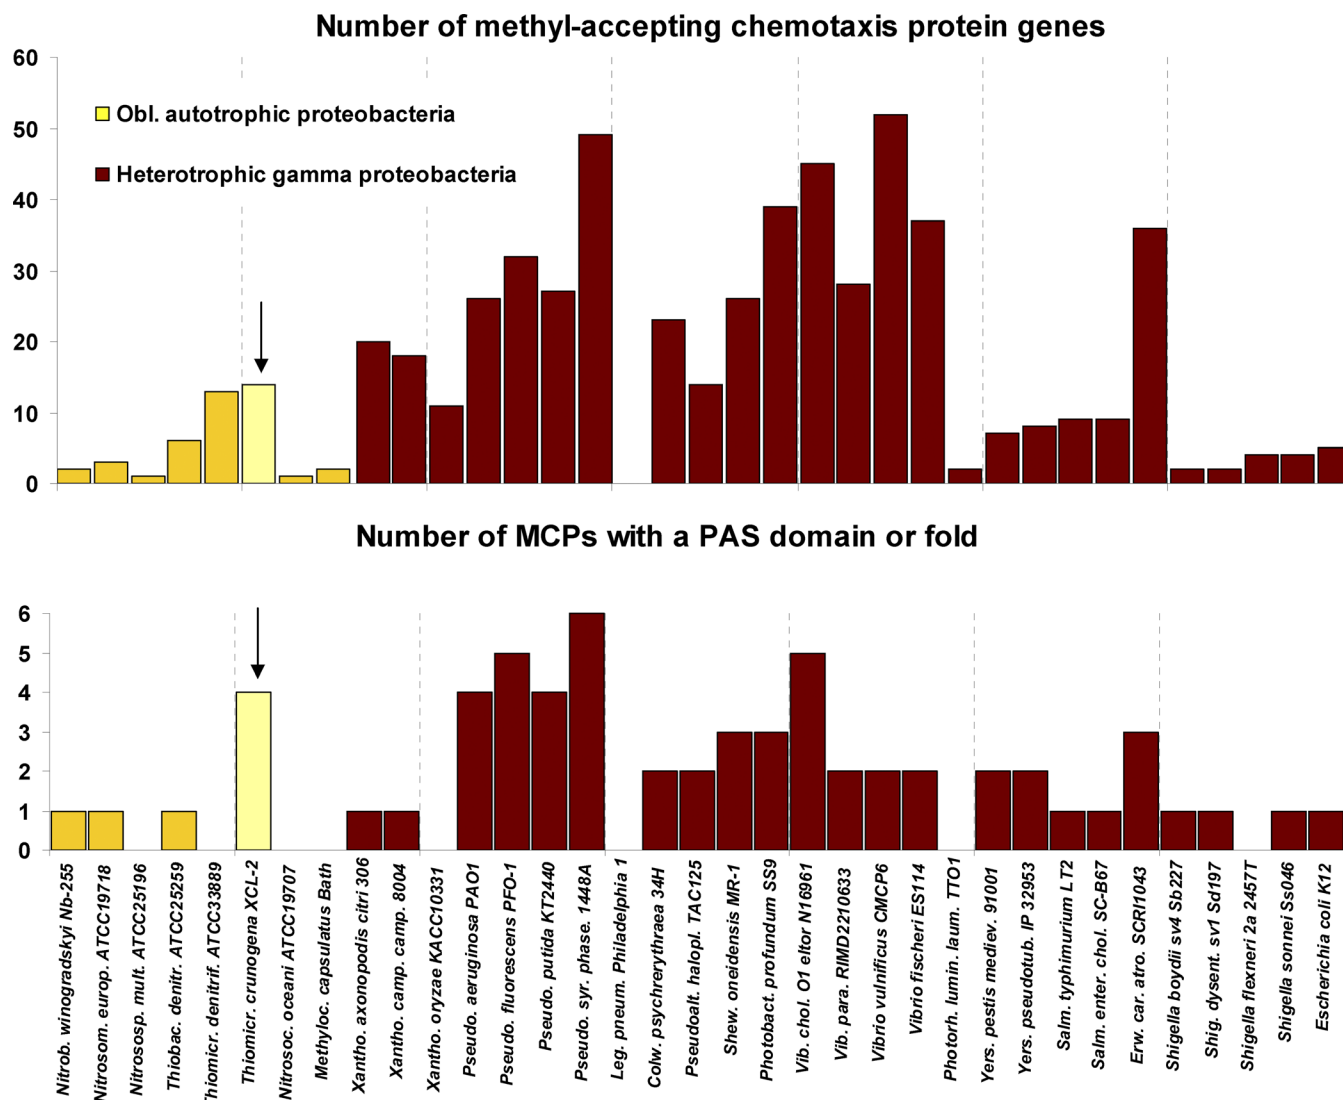 Number of methyl-accepting chemotaxis protein genes
60
50
40
30
20
10
0
Obl. autotrophic proteobacteria
Heterotrophic gamma proteobacteria
Number of MCPs with a PAS domain or fold
6
5
4
3
2
1
0
Nitrob. winogradskyi Nb-255
Nitrosom. europ. ATCC19718
Nitrososp. mult. ATCC25196
Thiobac. denitr. ATCC25259
Thiomicr. denitrif. ATCC33889
Thiomicr. crunogena XCL-2
Nitrosoc. oceani ATCC19707
Methyloc. capsulatus Bath
Xantho. axonopodis citri 306
Xantho. camp. camp. 8004
Xantho. oryzae KACC10331
Pseudo. aeruginosa PAO1
Pseudo. fluorescens PFO-1
Pseudo. putida KT2440
Pseudo. syr. phase. 1448A
Leg. pneum. Philadelphia 1
Colw. psychrerythraea 34H
Pseudoalt. halopl. TAC125
Shew. oneidensis MR-1
Photobact. profundum SS9
Vib. chol. O1 eltor N16961
Vib. para. RIMD2210633
Vibrio vulnificus CMCP6
Vibrio fischeri ES114
Photorh. lumin. laum. TTO1
Yers. pestis mediev. 91001
Yers. pseudotub. IP 32953
Salm. typhimurium LT2
Salm. enter. chol. SC-B67
Erw. car. atro. SCRI1043
Shigella boydii sv4 Sb227
Shig. dysent. sv1 Sd197
Shigella flexneri 2a 2457T
Shigella sonnei Ss046
Escherichia coli K12